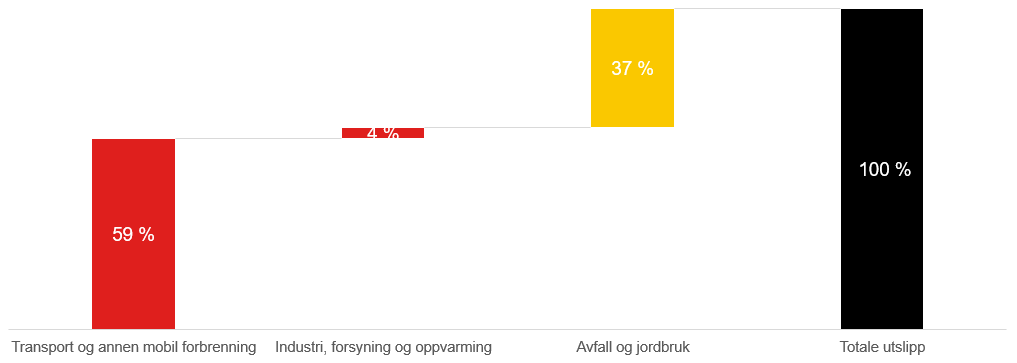 37 %
4 %
100 %
59 %
Transport og annen mobil forbrenning
Industri, forsyning og oppvarming
Avfall og jordbruk
Totale utslipp